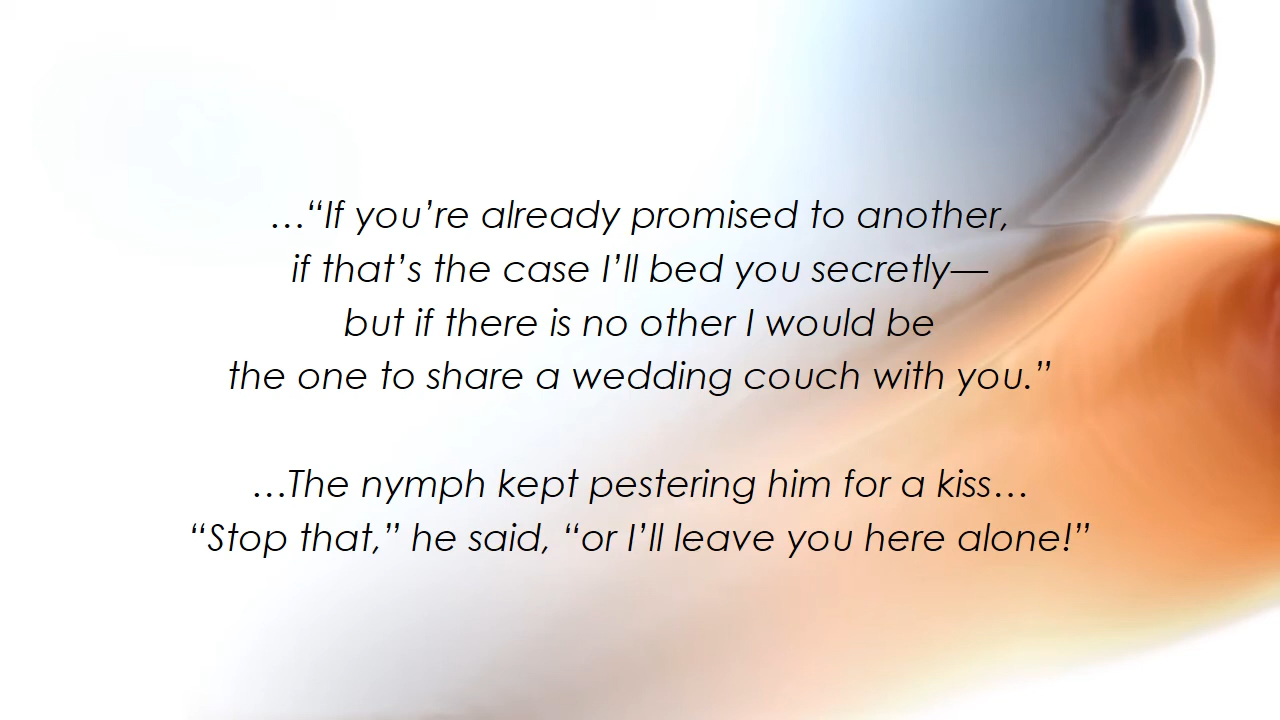 …“If you’re already promised to another,
if that’s the case I’ll bed you secretly—
but if there is no other I would be
the one to share a wedding couch with you.”
…The nymph kept pestering him for a kiss…
“Stop that,” he said, “or I’ll leave you here alone!”